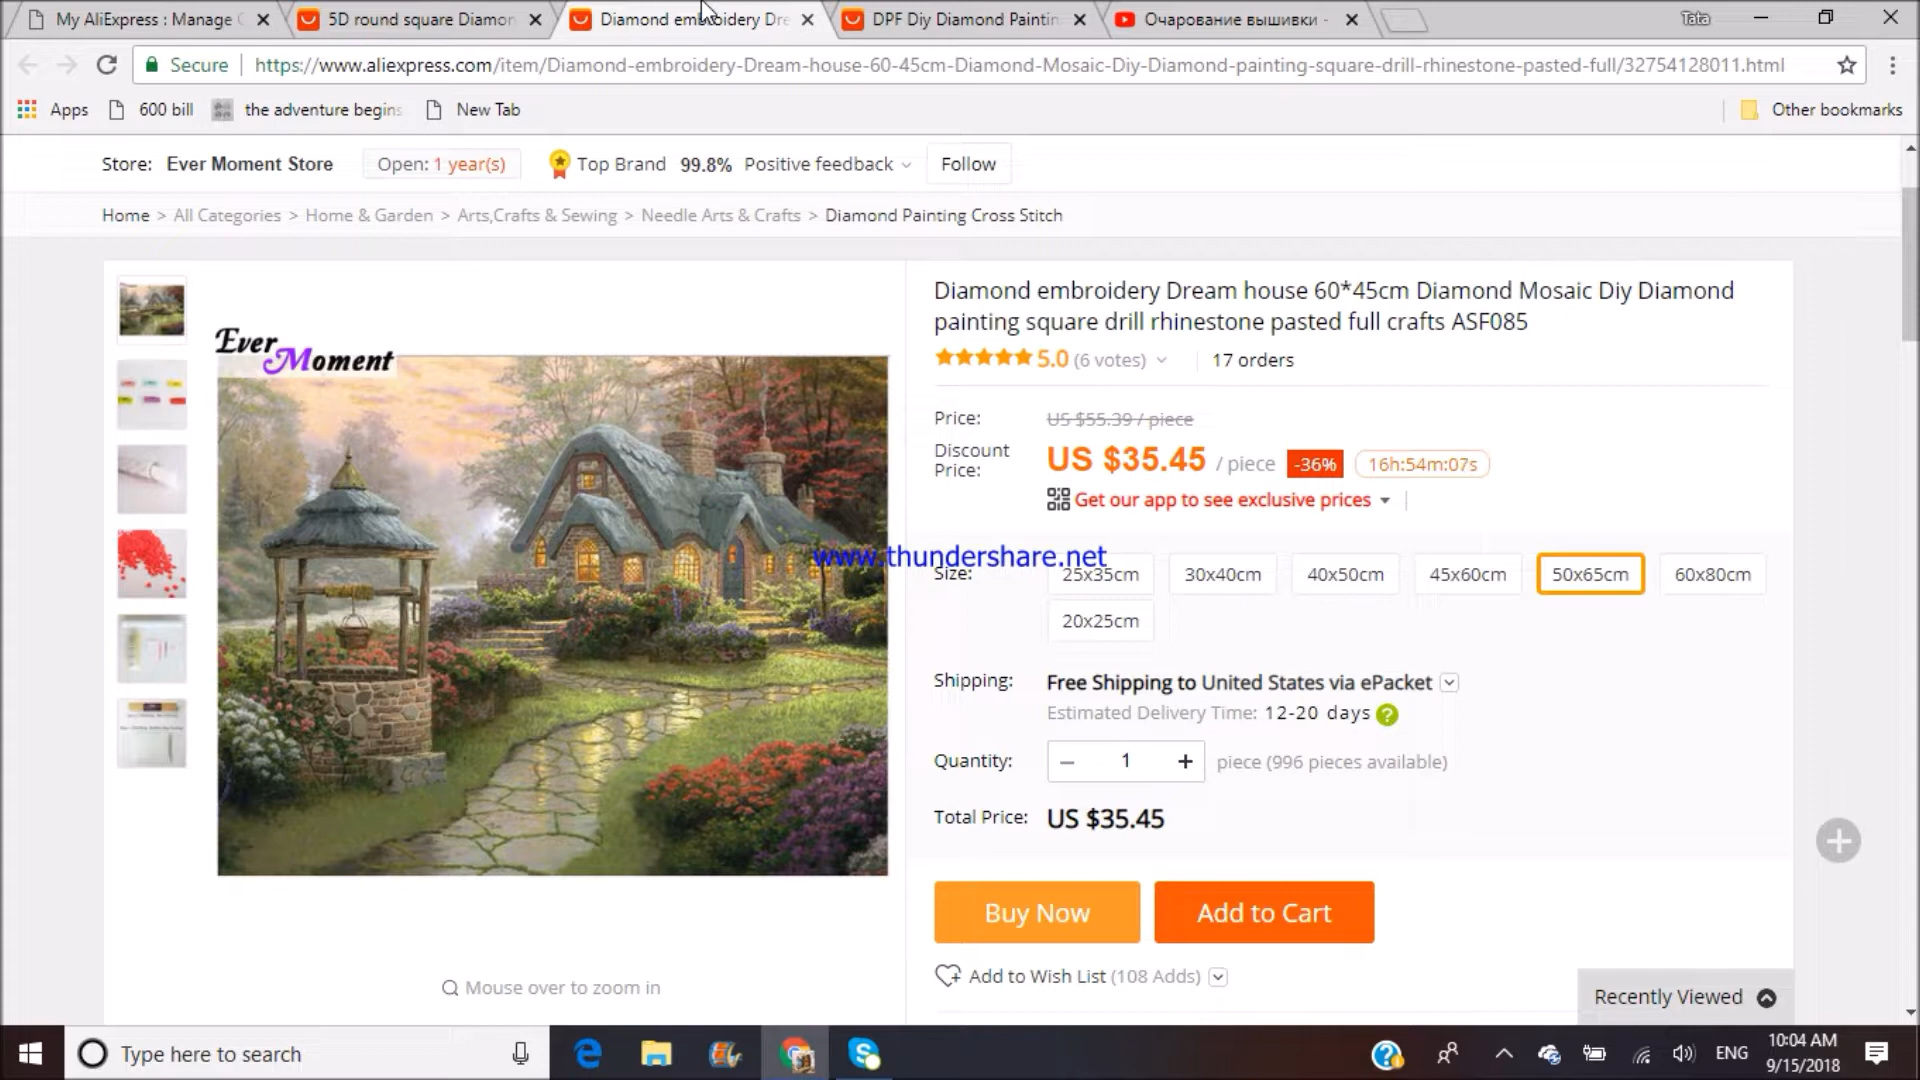 My AliExpress : Manage
5D round square Diamon
Diamond embroidery Dre
DPF Diy Diamond Paintin
Очарование вышивки -
Tata
Secure
https://www.aliexpress.com/item/Diamond-embroidery-Dream-house-60-45cm-Diamond-Mosaic-Diy-Diamond-painting-square-drill-rhinestone-pasted-full/32754128011.html
Apps
600 bill
the adventure begins
New Tab
Other bookmarks
Store: Ever Moment Store
Open: 1 year(s)
Top Brand 99.8% Positive feedback
Follow
Home > All Categories > Home & Garden > Arts,Crafts & Sewing > Needle Arts & Crafts > Diamond Painting Cross Stitch
Ever
Moment
Diamond embroidery Dream house 60*45cm Diamond Mosaic Diy Diamond
painting square drill rhinestone pasted full crafts ASF085
5.0 (6 votes)
17 orders
Price: US $55.39 / piece
Discount
Price:
US $35.45 / piece -36% 16h:54m:07s
Get our app to see exclusive prices
www.thundershare.net
Size: 25x35cm 30x40cm 40x50cm 45x60cm 50x65cm 60x80cm
20x25cm
Shipping: Free Shipping to United States via ePacket
Estimated Delivery Time: 12-20 days ?
Quantity: − 1 + piece (996 pieces available)
Total Price: US $35.45
Buy Now
Add to Cart
Add to Wish List (108 Adds)
Mouse over to zoom in
Recently Viewed
Type here to search
ENG
10:04 AM
9/15/2018